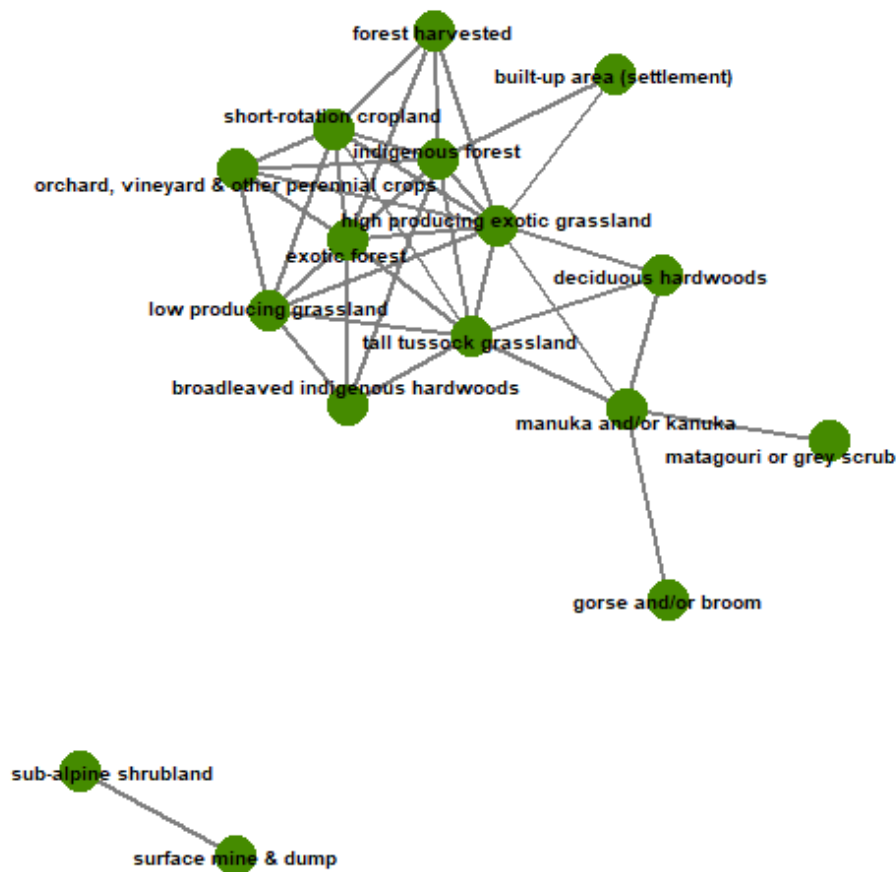 forest harvested
built-up area (settlement)
short-rotation cropland
indigenous forest
orchard, vineyard & other perennial crops
high producing exotic grassland
exotic forest
deciduous hardwoods
low producing grassland
tall tussock grassland
broadleaved indigenous hardwoods
manuka and/or kanuka
matagouri or grey scrub
gorse and/or broom
sub-alpine shrubland
surface mine & dump